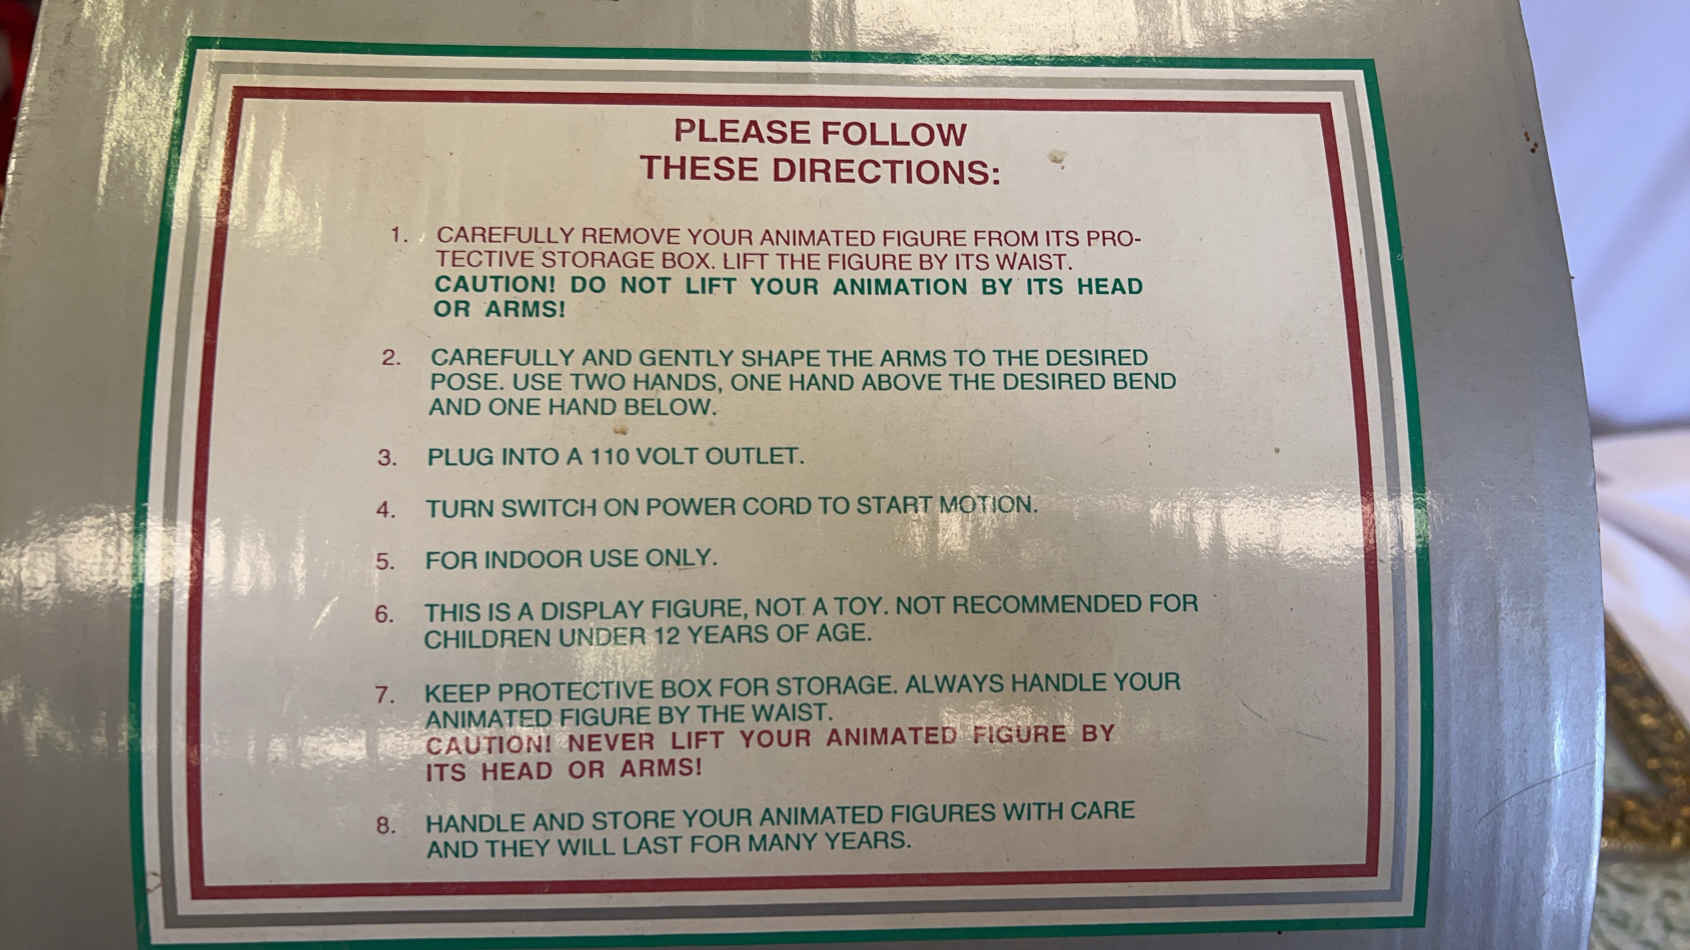 PLEASE FOLLOW
THESE DIRECTIONS:
1. CAREFULLY REMOVE YOUR ANIMATED FIGURE FROM ITS PRO-
TECTIVE STORAGE BOX. LIFT THE FIGURE BY ITS WAIST.
CAUTION! DO NOT LIFT YOUR ANIMATION BY ITS HEAD
OR ARMS!
2. CAREFULLY AND GENTLY SHAPE THE ARMS TO THE DESIRED
POSE. USE TWO HANDS, ONE HAND ABOVE THE DESIRED BEND
AND ONE HAND BELOW.
3. PLUG INTO A 110 VOLT OUTLET.
4. TURN SWITCH ON POWER CORD TO START MOTION.
5. FOR INDOOR USE ONLY.
6. THIS IS A DISPLAY FIGURE, NOT A TOY. NOT RECOMMENDED FOR
CHILDREN UNDER 12 YEARS OF AGE.
7. KEEP PROTECTIVE BOX FOR STORAGE. ALWAYS HANDLE YOUR
ANIMATED FIGURE BY THE WAIST.
CAUTION! NEVER LIFT YOUR ANIMATED FIGURE BY
ITS HEAD OR ARMS!
8. HANDLE AND STORE YOUR ANIMATED FIGURES WITH CARE
AND THEY WILL LAST FOR MANY YEARS.